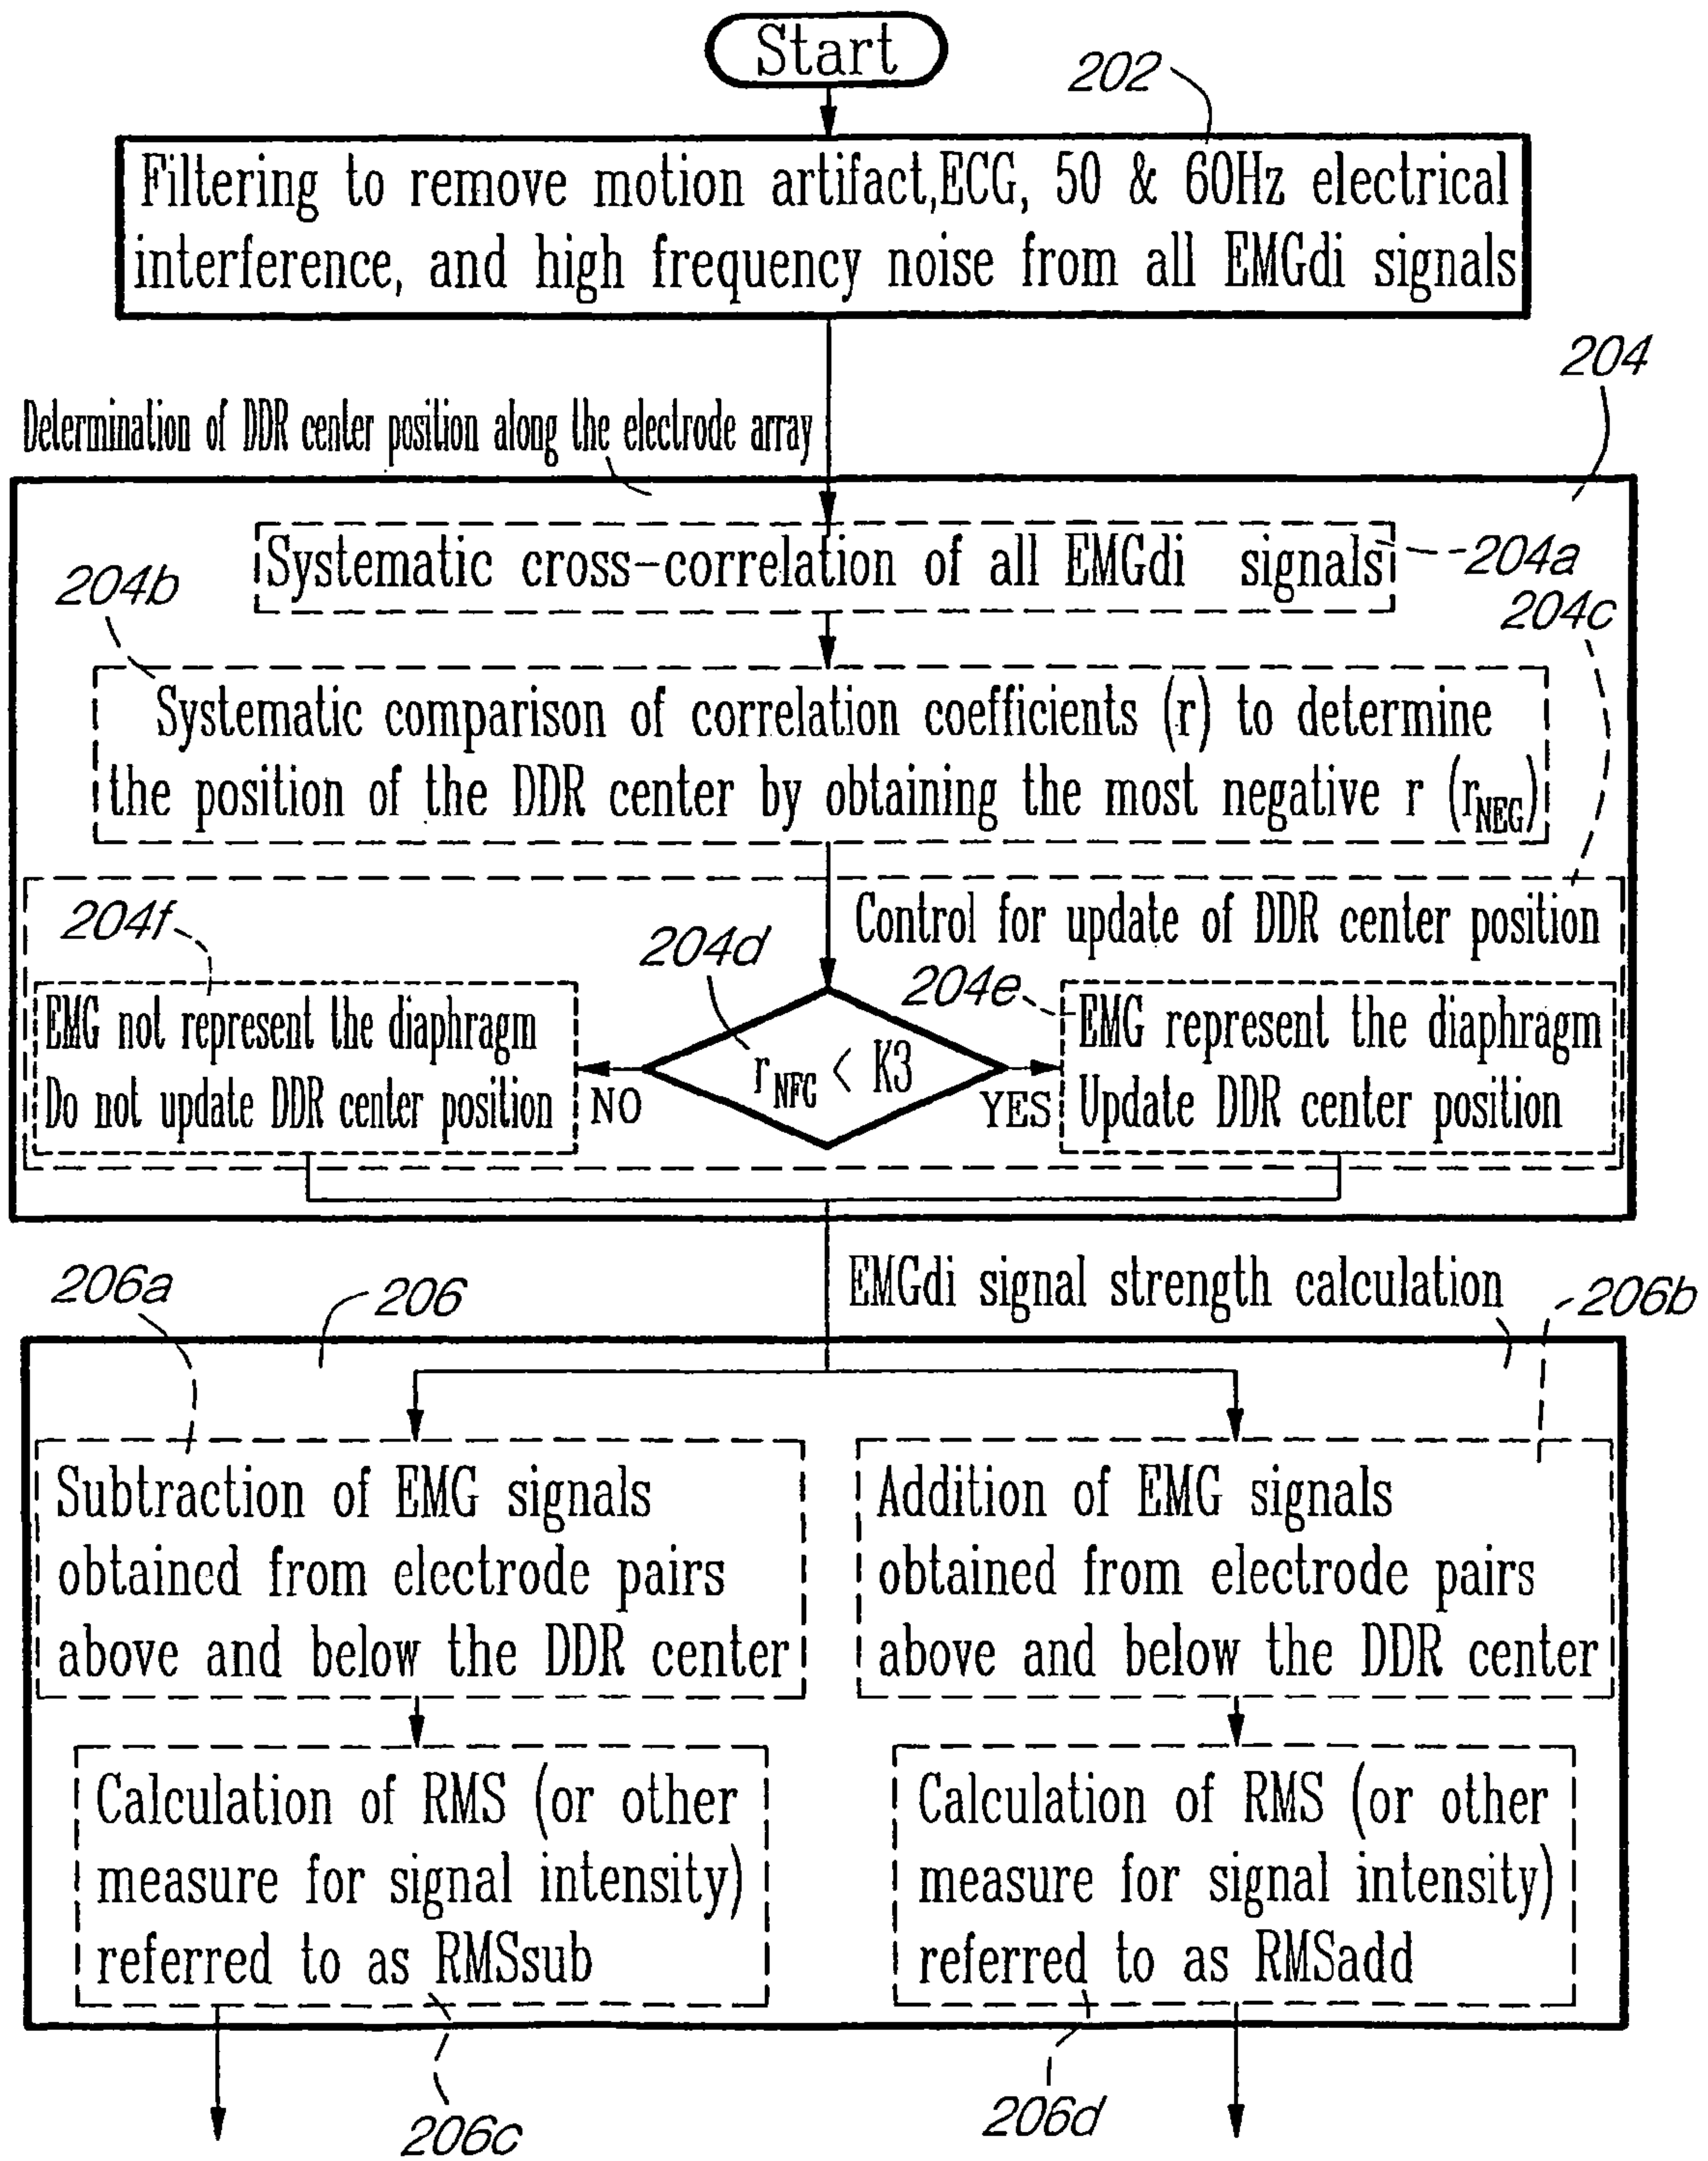 Start
202
Filtering to remove motion artifact,ECG, 50 & 60Hz electrical
interference, and high frequency noise from all EMGdi signals
204
Determination of DDR center position along the electrode array
Systematic cross-correlation of all EMGdi signals
204a
204b
204c
Systematic comparison of correlation coefficients (r) to determine
the position of the DDR center by obtaining the most negative r (rNEG)
Control for update of DDR center position
204f
204d
204e
EMG not represent the diaphragm
Do not update DDR center position
NO
rNFG < K3
YES
EMG represent the diaphragm
Update DDR center position
EMGdi signal strength calculation
206a
206
206b
Subtraction of EMG signals
obtained from electrode pairs
above and below the DDR center
Addition of EMG signals
obtained from electrode pairs
above and below the DDR center
Calculation of RMS (or other
measure for signal intensity)
referred to as RMSsub
Calculation of RMS (or other
measure for signal intensity)
referred to as RMSadd
206c
206d